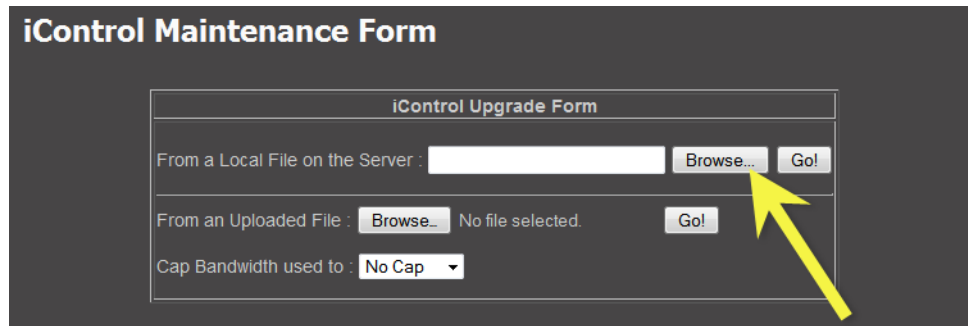 iControl Maintenance Form
iControl Upgrade Form
From a Local File on the Server : Browse... Go!
From an Uploaded File : Browse... No file selected. Go!
Cap Bandwidth used to : No Cap